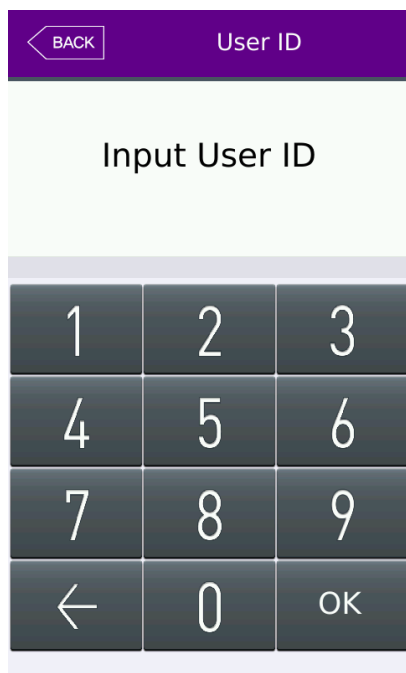 BACK User ID
Input User ID
1 2 3
4 5 6
7 8 9
← 0 OK